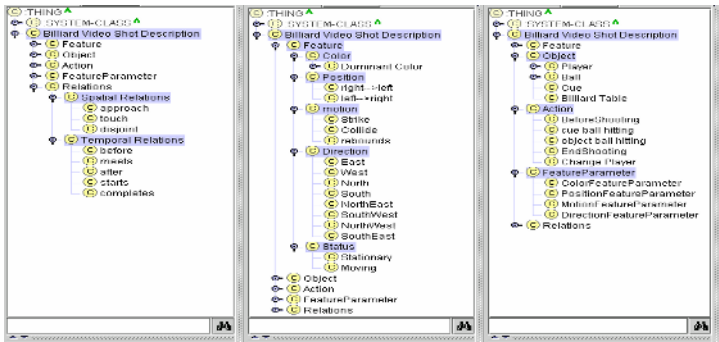 :THING
:SYSTEM-CLASS
Billiard Video Shot Description
Feature
Object
Action
FeatureParameter
Relations
Spatial Relations
approach
touch
disjoint
Temporal Relations
before
meets
after
starts
completes
:THING
:SYSTEM-CLASS
Billiard Video Shot Description
Feature
Color
Dominant Color
Position
right-->left
left-->right
motion
Strike
Collide
rebounds
Direction
East
West
North
South
NorthEast
SouthWest
NorthWest
SouthEast
Status
Stationary
Moving
Object
Action
FeatureParameter
Relations
:THING
:SYSTEM-CLASS
Billiard Video Shot Description
Feature
Object
Player
Ball
Cue
Billiard Table
Action
BeforeShooting
cue ball hitting
object ball hitting
EndShooting
Change Player
FeatureParameter
ColorFeatureParameter
PositionFeatureParameter
MotionFeatureParameter
DirectionFeatureParameter
Relations